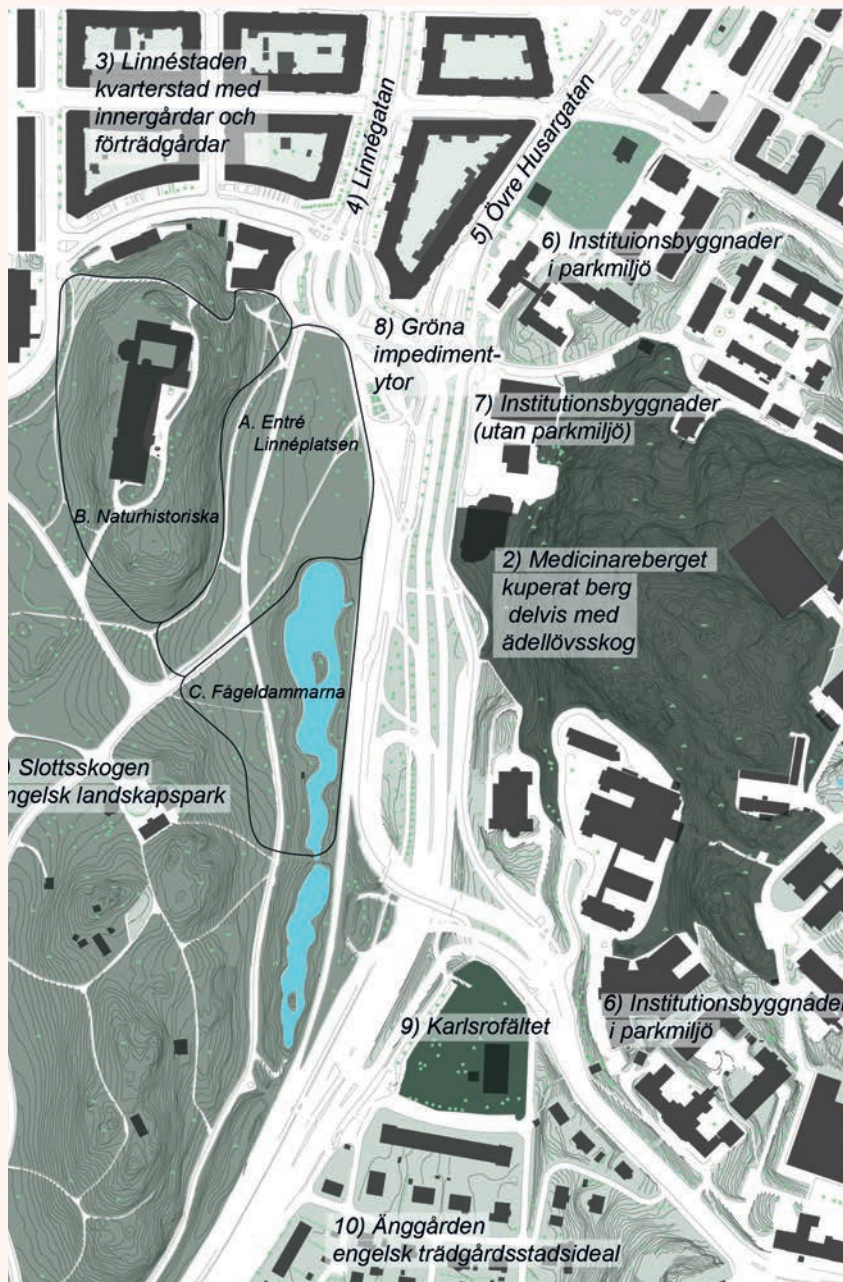 3) Linnéstaden
kvarterstad med
innergårdar och
förträdgårdar
4) Linnégatan
5) Övre Husargatan
6) Instituionsbyggnader
i parkmiljö
8) Gröna
impediment-
ytor
7) Institutionsbyggnader
(utan parkmiljö)
A. Entré
Linnéplatsen
B. Naturhistoriska
2) Medicinareberget
kuperat berg
delvis med
ädellövsskog
C. Fågeldammarna
) Slottsskogen
ngelsk landskapspark
9) Karlsrofältet
6) Institutionsbyggnader
i parkmiljö
10) Änggården
engelsk trädgårdsstadsideal